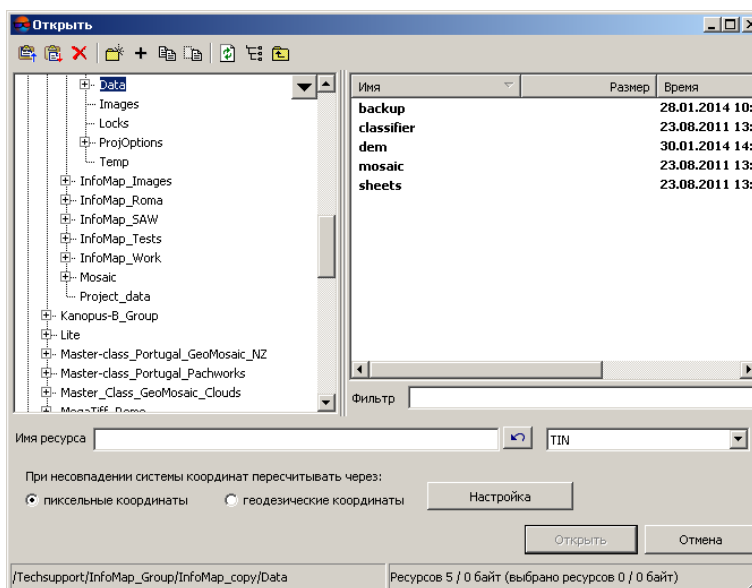 Открыть
Data
Images
Locks
ProjOptions
Temp
InfoMap_Images
InfoMap_Roma
InfoMap_SAW
InfoMap_Tests
InfoMap_Work
Mosaic
Project_data
Kanopus-B_Group
Lite
Master-class_Portugal_GeoMosaic_NZ
Master-class_Portugal_Pachworks
Master_Class_GeoMosaic_Clouds
Имя Размер Время
backup 28.01.2014 10:
classifier 23.08.2011 13:
dem 30.01.2014 14:
mosaic 23.08.2011 13:
sheets 23.08.2011 13:
Фильтр
Имя ресурса TIN
При несовпадении системы координат пересчитывать через:
пиксельные координаты геодезические координаты Настройка
Открыть Отмена
/Techsupport/InfoMap_Group/InfoMap_copy/Data Ресурсов 5 / 0 байт (выбрано ресурсов 0 / 0 байт)